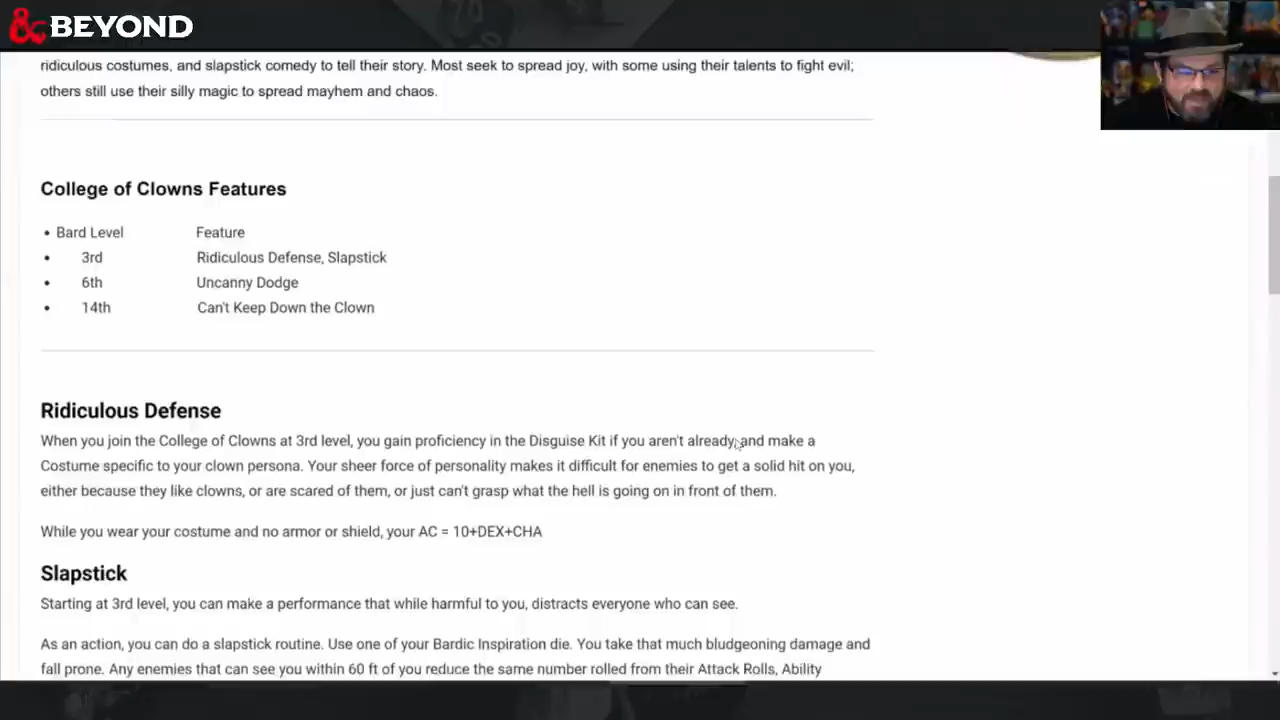 & BEYOND
ridiculous costumes, and slapstick comedy to tell their story. Most seek to spread joy, with some using their talents to fight evil;
others still use their silly magic to spread mayhem and chaos.
College of Clowns Features
• Bard Level Feature
• 3rd Ridiculous Defense, Slapstick
• 6th Uncanny Dodge
• 14th Can't Keep Down the Clown
Ridiculous Defense
When you join the College of Clowns at 3rd level, you gain proficiency in the Disguise Kit if you aren't already, and make a
Costume specific to your clown persona. Your sheer force of personality makes it difficult for enemies to get a solid hit on you,
either because they like clowns, or are scared of them, or just can't grasp what the hell is going on in front of them.
While you wear your costume and no armor or shield, your AC = 10+DEX+CHA
Slapstick
Starting at 3rd level, you can make a performance that while harmful to you, distracts everyone who can see.
As an action, you can do a slapstick routine. Use one of your Bardic Inspiration die. You take that much bludgeoning damage and
fall prone. Any enemies that can see you within 60 ft of you reduce the same number rolled from their Attack Rolls, Ability